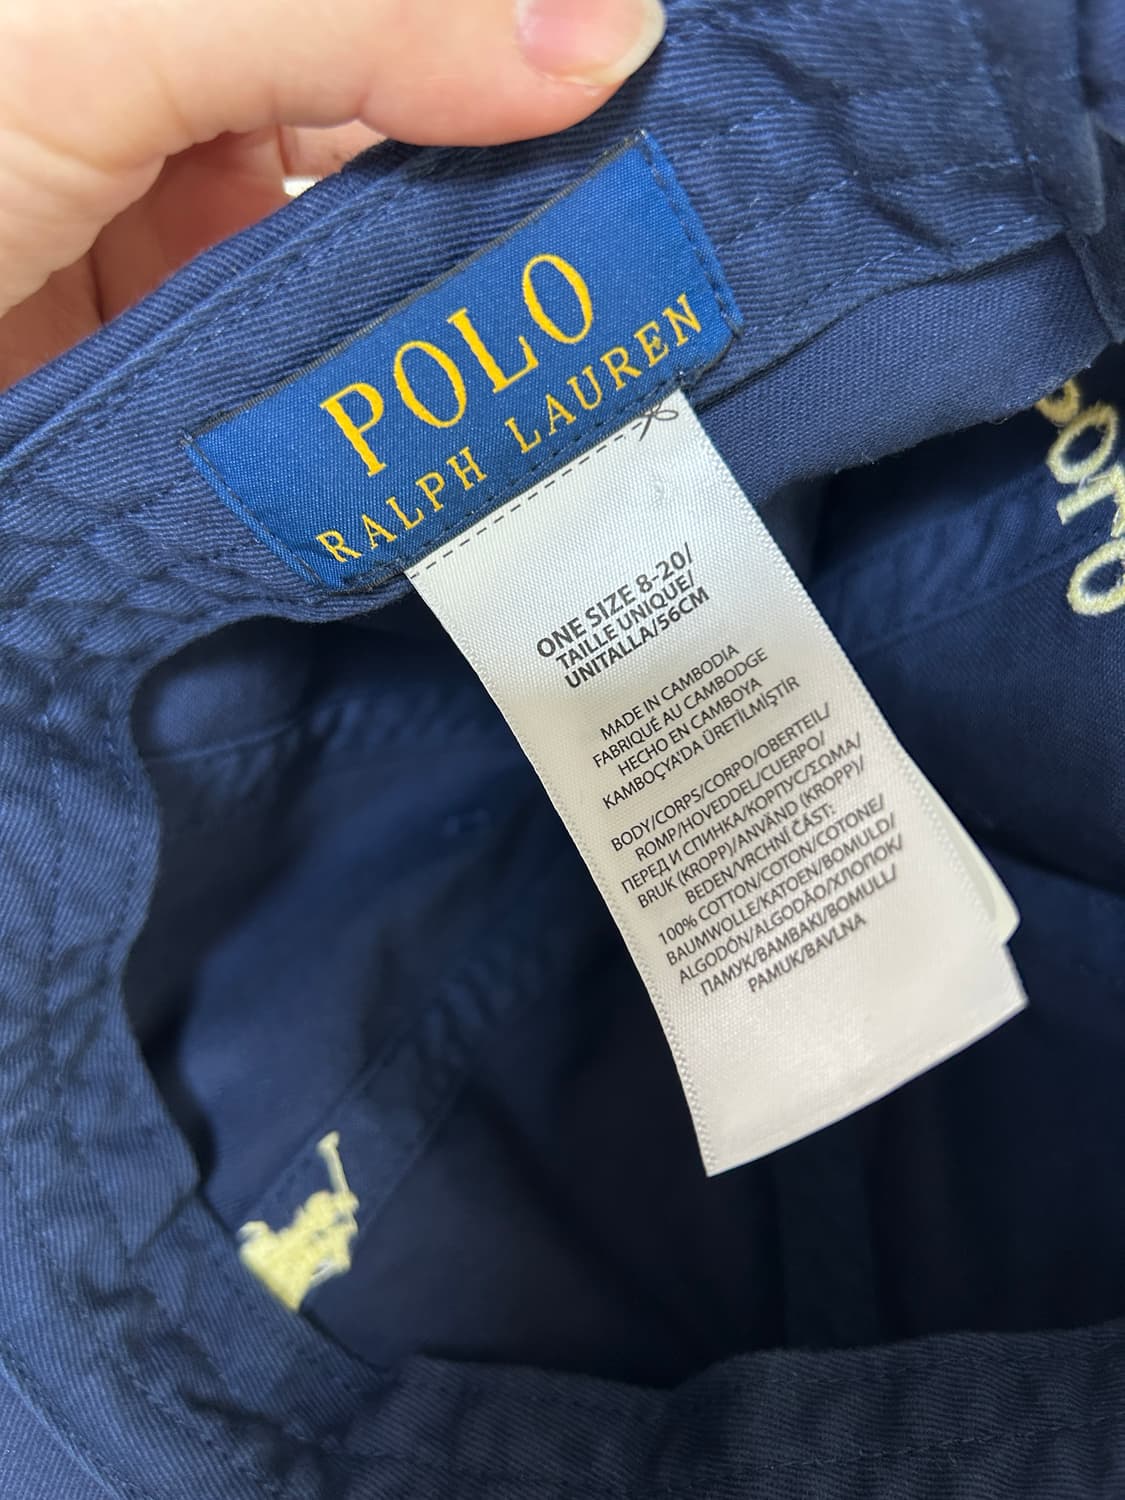 POLO
RALPH LAUREN
ONE SIZE 8-20/
TAILLE UNIQUE/
UNITALLA/56CM
MADE IN CAMBODIA
FABRIQUÉ AU CAMBODGE
HECHO EN CAMBOYA
KAMBOÇYA'DA ÜRETILMİŞTİR
BODY/CORPS/CORPO/OBERTEIL/
ROMP/HOVEDDEL/CUERPO/
ПЕРЕД И СПИНКА/КОРПУС/ΣΩΜΑ/
BRUK (KROPP)/ANVÄND (KROPP)/
BEDEN/VRCHNÍ ČÁST:
100% COTTON/COTON/COTONE/
BAUMWOLLE/KATOEN/BOMULD/
ALGODÓN/ALGODÃO/ХЛОПОК/
ПАМУК/BAMBAKI/BOMULL/
PAMUK/BAVLNA